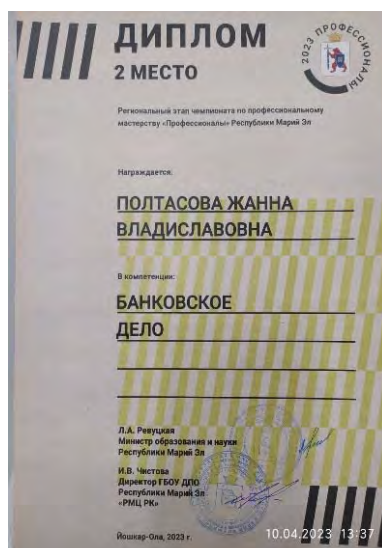 ДИПЛОМ
2 МЕСТО
2023 ПРОФЕССИОНАЛЫ
Региональный этап чемпионата по профессиональному
мастерству «Профессионалы» Республики Марий Эл
Награждается:
ПОЛТАСОВА ЖАННА
ВЛАДИСЛАВОВНА
В компетенции:
БАНКОВСКОЕ
ДЕЛО
Л.А. Ревуцкая
Министр образования и науки
Республики Марий Эл
И.В. Чистова
Директор ГБОУ ДПО
Республики Марий Эл
«РМЦ РК»
Йошкар-Ола, 2023 г.
10.04.2023 13:37